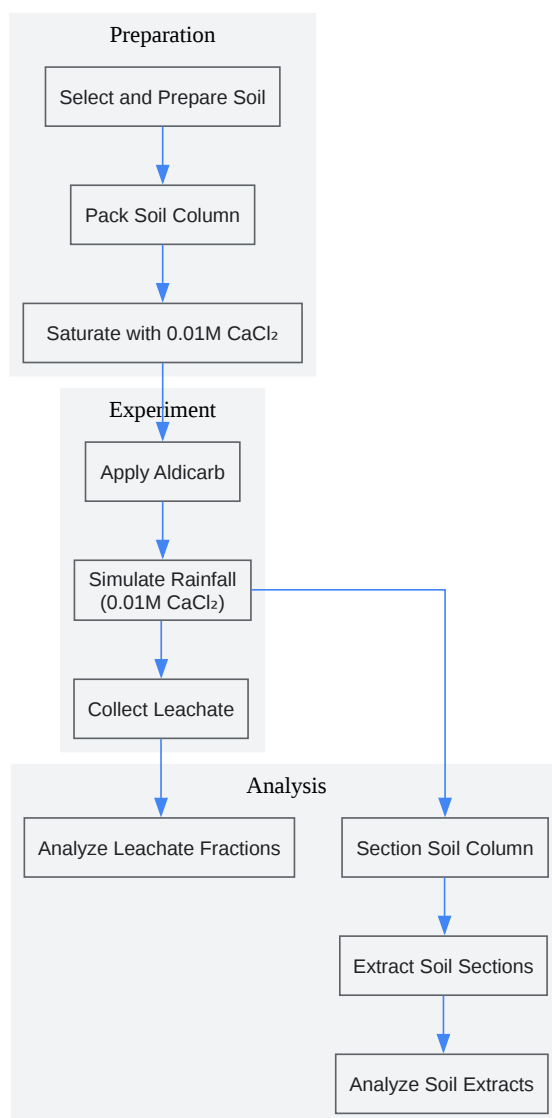 Preparation
Select and Prepare Soil
Pack Soil Column
Saturate with 0.01M CaCl₂
Experiment
Apply Aldicarb
Simulate Rainfall
(0.01M CaCl₂)
Collect Leachate
Analysis
Analyze Leachate Fractions
Section Soil Column
Extract Soil Sections
Analyze Soil Extracts